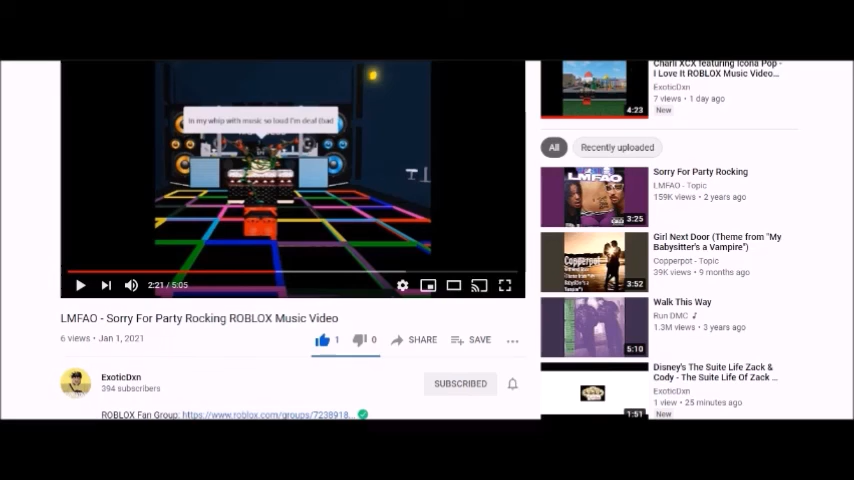 In my whip with music so loud I'm deaf (bad
2:21 / 5:05
LMFAO - Sorry For Party Rocking ROBLOX Music Video
6 views • Jan 1, 2021
1
0
SHARE
SAVE
ExoticDxn
394 subscribers
SUBSCRIBED
ROBLOX Fan Group: https://www.roblox.com/groups/7238918...
Charli XCX featuring Icona Pop -
I Love It ROBLOX Music Video...
ExoticDxn
7 views • 1 day ago
New
4:23
All
Recently uploaded
LMFAO
3:25
Sorry For Party Rocking
LMFAO - Topic
159K views • 2 years ago
Copperpot
3:52
Girl Next Door (Theme from "My
Babysitter's a Vampire")
Copperpot - Topic
39K views • 9 months ago
5:10
Walk This Way
Run DMC
1.3M views • 3 years ago
1:51
Disney's The Suite Life Zack &
Cody - The Suite Life Of Zack ...
ExoticDxn
1 view • 25 minutes ago
New